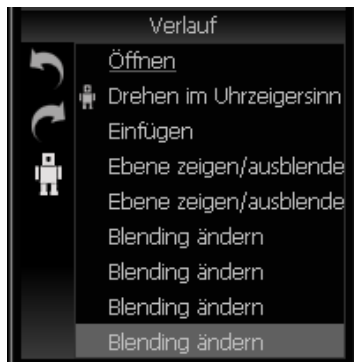 Verlauf
Öffnen
Drehen im Uhrzeigersinn
Einfügen
Ebene zeigen/ausblende
Ebene zeigen/ausblende
Blending ändern
Blending ändern
Blending ändern
Blending ändern